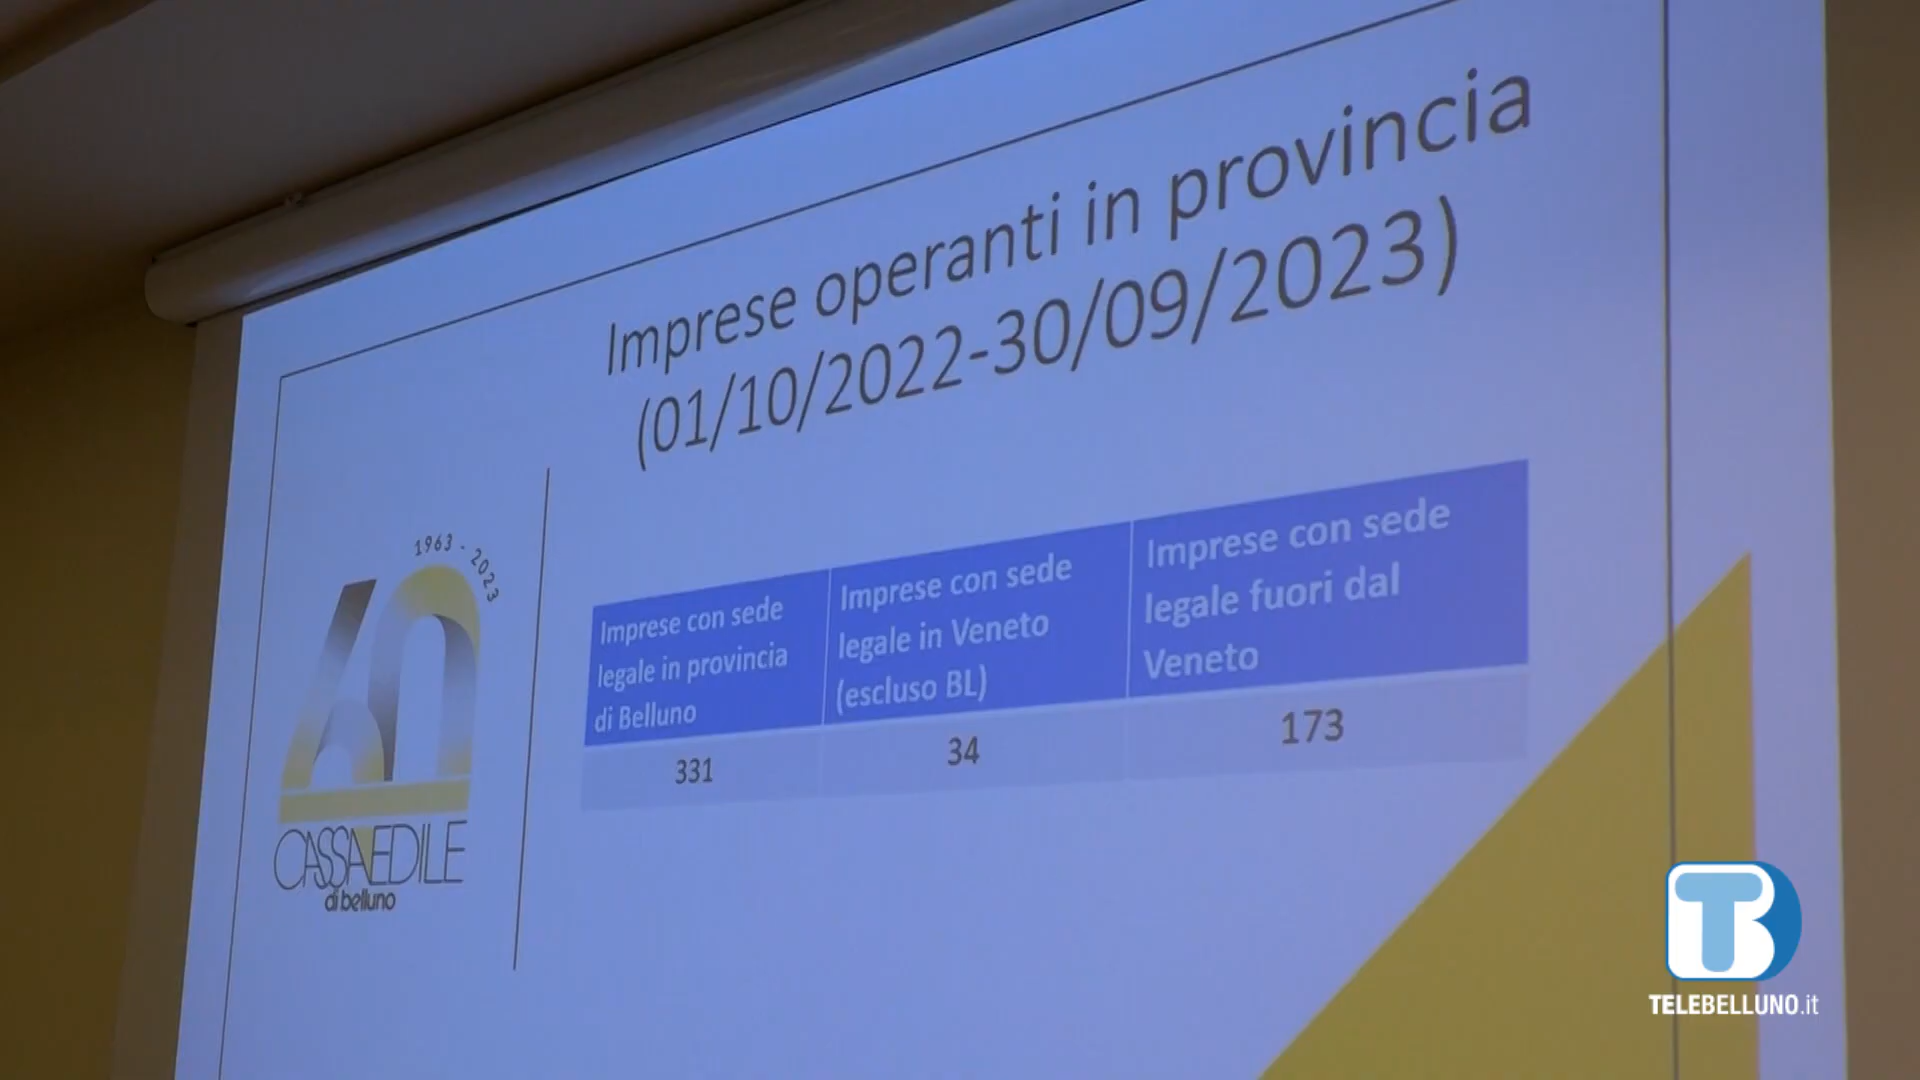 Imprese operanti in provincia
(01/10/2022-30/09/2023)
1963 - 2023
60
CASSAEDILE
di belluno
Imprese con sede
legale in provincia
di Belluno
Imprese con sede
legale in Veneto
(escluso BL)
Imprese con sede
legale fuori dal
Veneto
331
34
173
TB
TELEBELLUNO.it